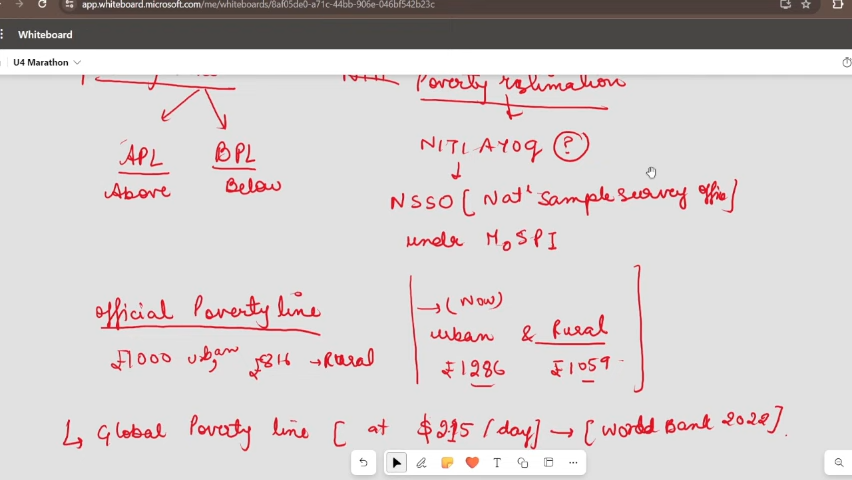 app.whiteboard.microsoft.com/me/whiteboards/8af05de0-a71c-44bb-906e-046bf542b23c
Whiteboard
U4 Marathon
Poverty Estimation
APL BPL
Above Below
NITI AYOG ?
NSSO [ Nat'l Sample survey office ]
under MoSPI
official Poverty line
₹1000 urban, ₹816 → Rural
→ (Now)
urban & Rural
₹1286 ₹1059
↳ Global Poverty line [ at $2.15 / day ] → [ World Bank 2022 ].